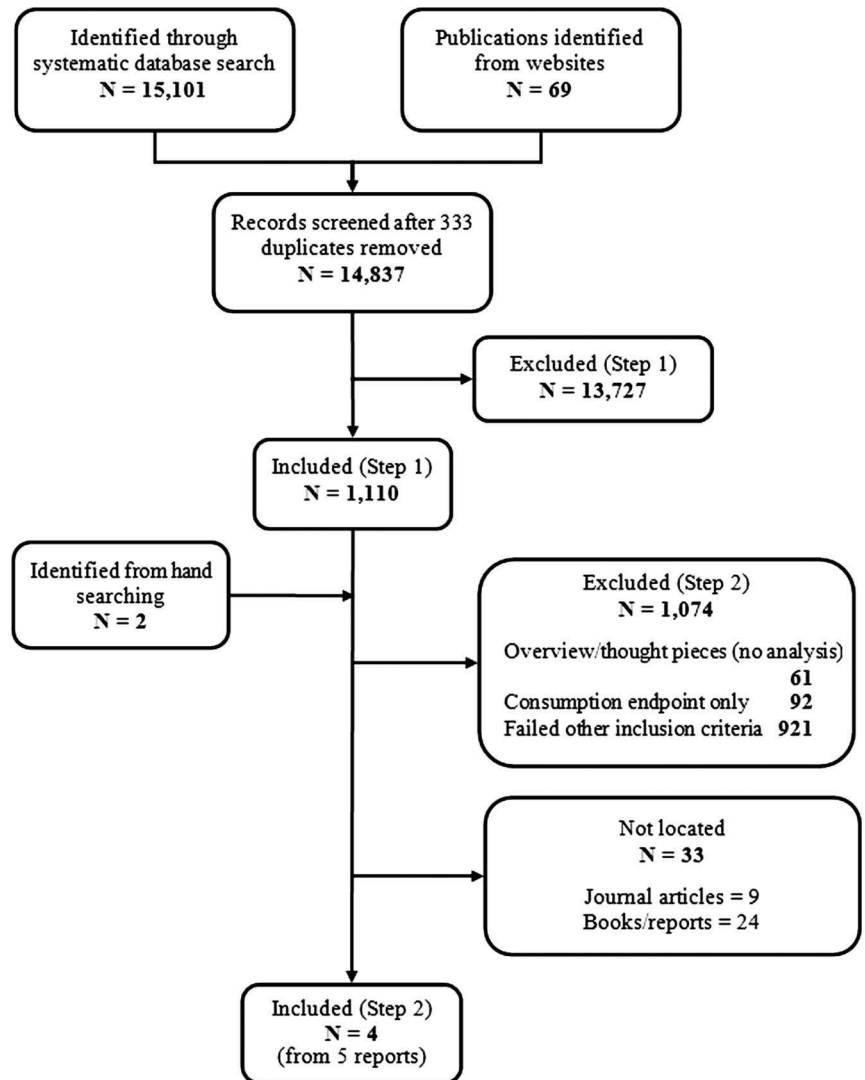 Identified through
systematic database search
N = 15,101
Publications identified
from websites
N = 69
Records screened after 333
duplicates removed
N = 14,837
Excluded (Step 1)
N = 13,727
Included (Step 1)
N = 1,110
Identified from hand
searching
N = 2
Excluded (Step 2)
N = 1,074
Overview/thought pieces (no analysis)
61
Consumption endpoint only 92
Failed other inclusion criteria 921
Not located
N = 33
Journal articles = 9
Books/reports = 24
Included (Step 2)
N = 4
(from 5 reports)